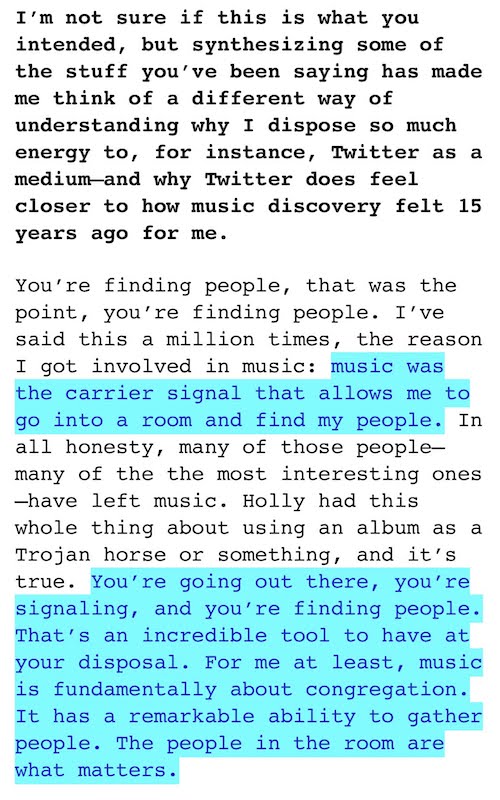 I’m not sure if this is what you
intended, but synthesizing some of
the stuff you’ve been saying has made
me think of a different way of
understanding why I dispose so much
energy to, for instance, Twitter as a
medium—and why Twitter does feel
closer to how music discovery felt 15
years ago for me.
You’re finding people, that was the
point, you’re finding people. I’ve
said this a million times, the reason
I got involved in music: music was
the carrier signal that allows me to
go into a room and find my people. In
all honesty, many of those people—
many of the the most interesting ones
—have left music. Holly had this
whole thing about using an album as a
Trojan horse or something, and it’s
true. You’re going out there, you’re
signaling, and you’re finding people.
That’s an incredible tool to have at
your disposal. For me at least, music
is fundamentally about congregation.
It has a remarkable ability to gather
people. The people in the room are
what matters.